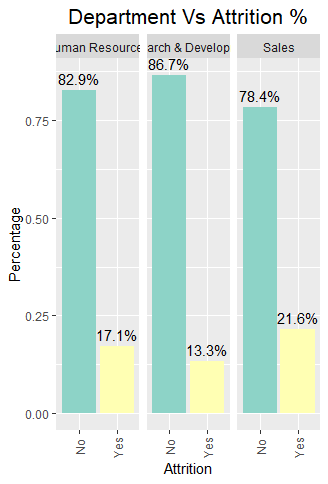 Department Vs Attrition %
uman Resource
arch & Develop
Sales
82.9%
17.1%
86.7%
13.3%
78.4%
21.6%
0.75
0.50
0.25
0.00
Percentage
No
Yes
No
Yes
No
Yes
Attrition